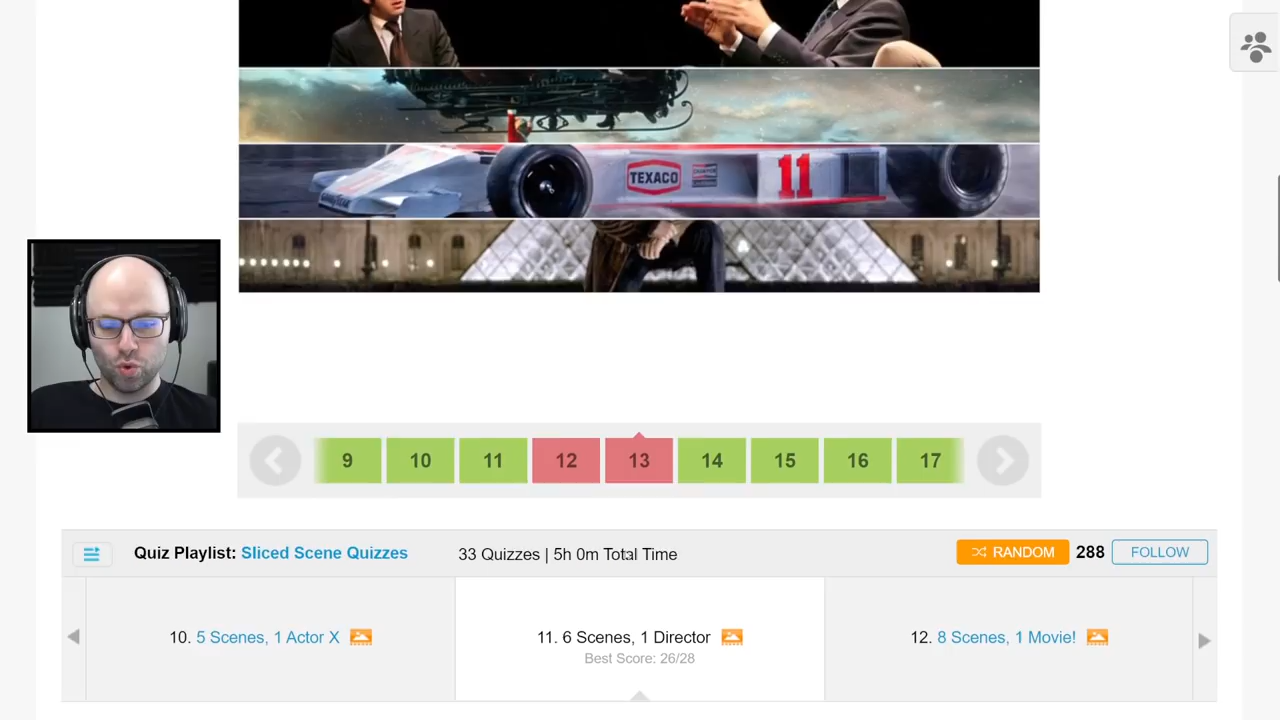 TEXACO
11
9 10 11 12 13 14 15 16 17
Quiz Playlist: Sliced Scene Quizzes 33 Quizzes | 5h 0m Total Time RANDOM 288 FOLLOW
10. 5 Scenes, 1 Actor X 11. 6 Scenes, 1 Director 12. 8 Scenes, 1 Movie!
Best Score: 26/28